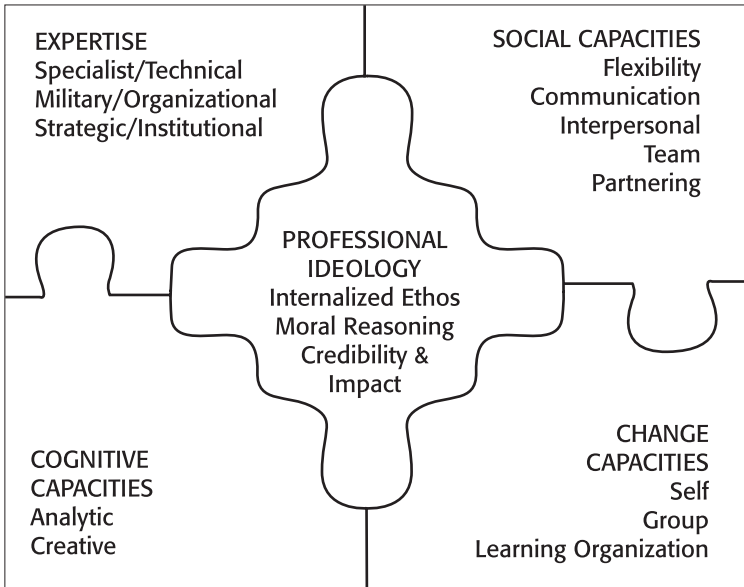 EXPERTISE
Specialist/Technical
Military/Organizational
Strategic/Institutional
SOCIAL CAPACITIES
Flexibility
Communication
Interpersonal
Team
Partnering
PROFESSIONAL
IDEOLOGY
Internalized Ethos
Moral Reasoning
Credibility &
Impact
COGNITIVE
CAPACITIES
Analytic
Creative
CHANGE
CAPACITIES
Self
Group
Learning Organization